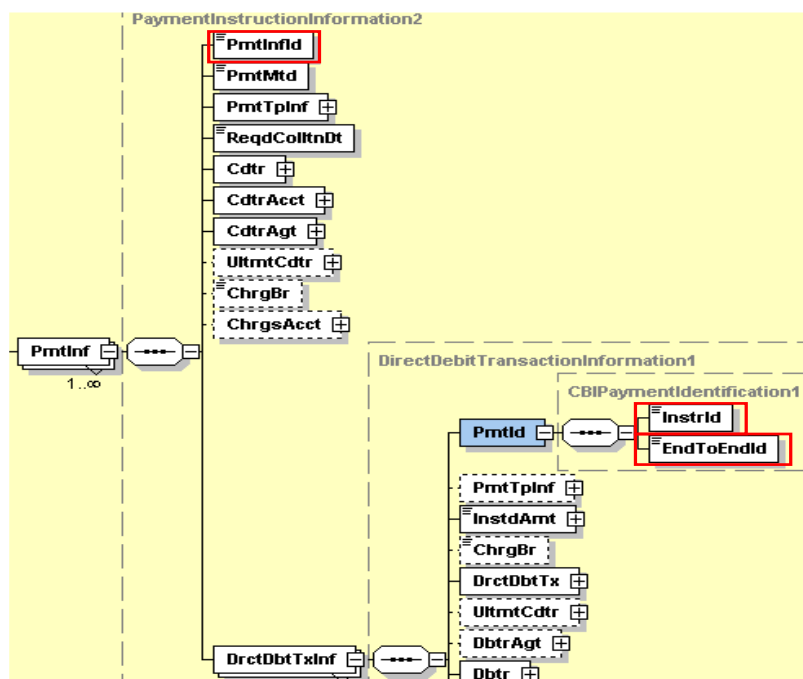 PaymentInstructionInformation2
PmtInfId
PmtMtd
PmtTpInf
ReqdColltnDt
Cdtr
CdtrAcct
CdtrAgt
UltmtCdtr
ChrgBr
ChrgsAcct
PmtInf
1..∞
DirectDebitTransactionInformation1
CBIPaymentIdentification1
InstrId
PmtId
EndToEndId
PmtTpInf
InstdAmt
ChrgBr
DrctDbtTx
UltmtCdtr
DbtrAgt
DrctDbtTxInf
Dbtr